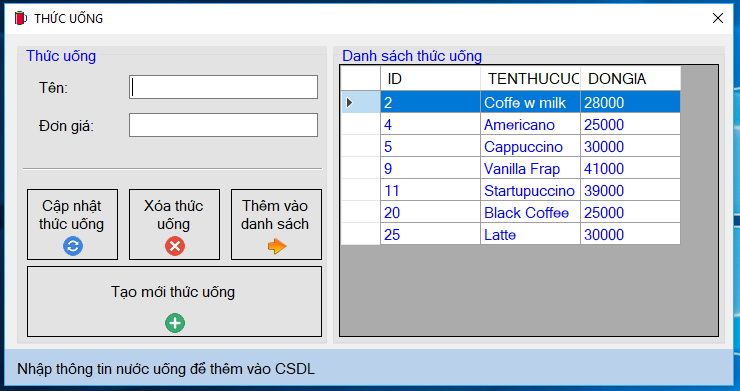 THỨC UỐNG
Thức uống
Tên:
Đơn giá:
Cập nhật
thức uống
Xóa thức
uống
Thêm vào
danh sách
Tạo mới thức uống
Danh sách thức uống
ID TENTHUCUC DONGIA
2 Coffe w milk 28000
4 Americano 25000
5 Cappuccino 30000
9 Vanilla Frap 41000
11 Startupuccino 39000
20 Black Coffee 25000
25 Latte 30000
Nhập thông tin nước uống để thêm vào CSDL